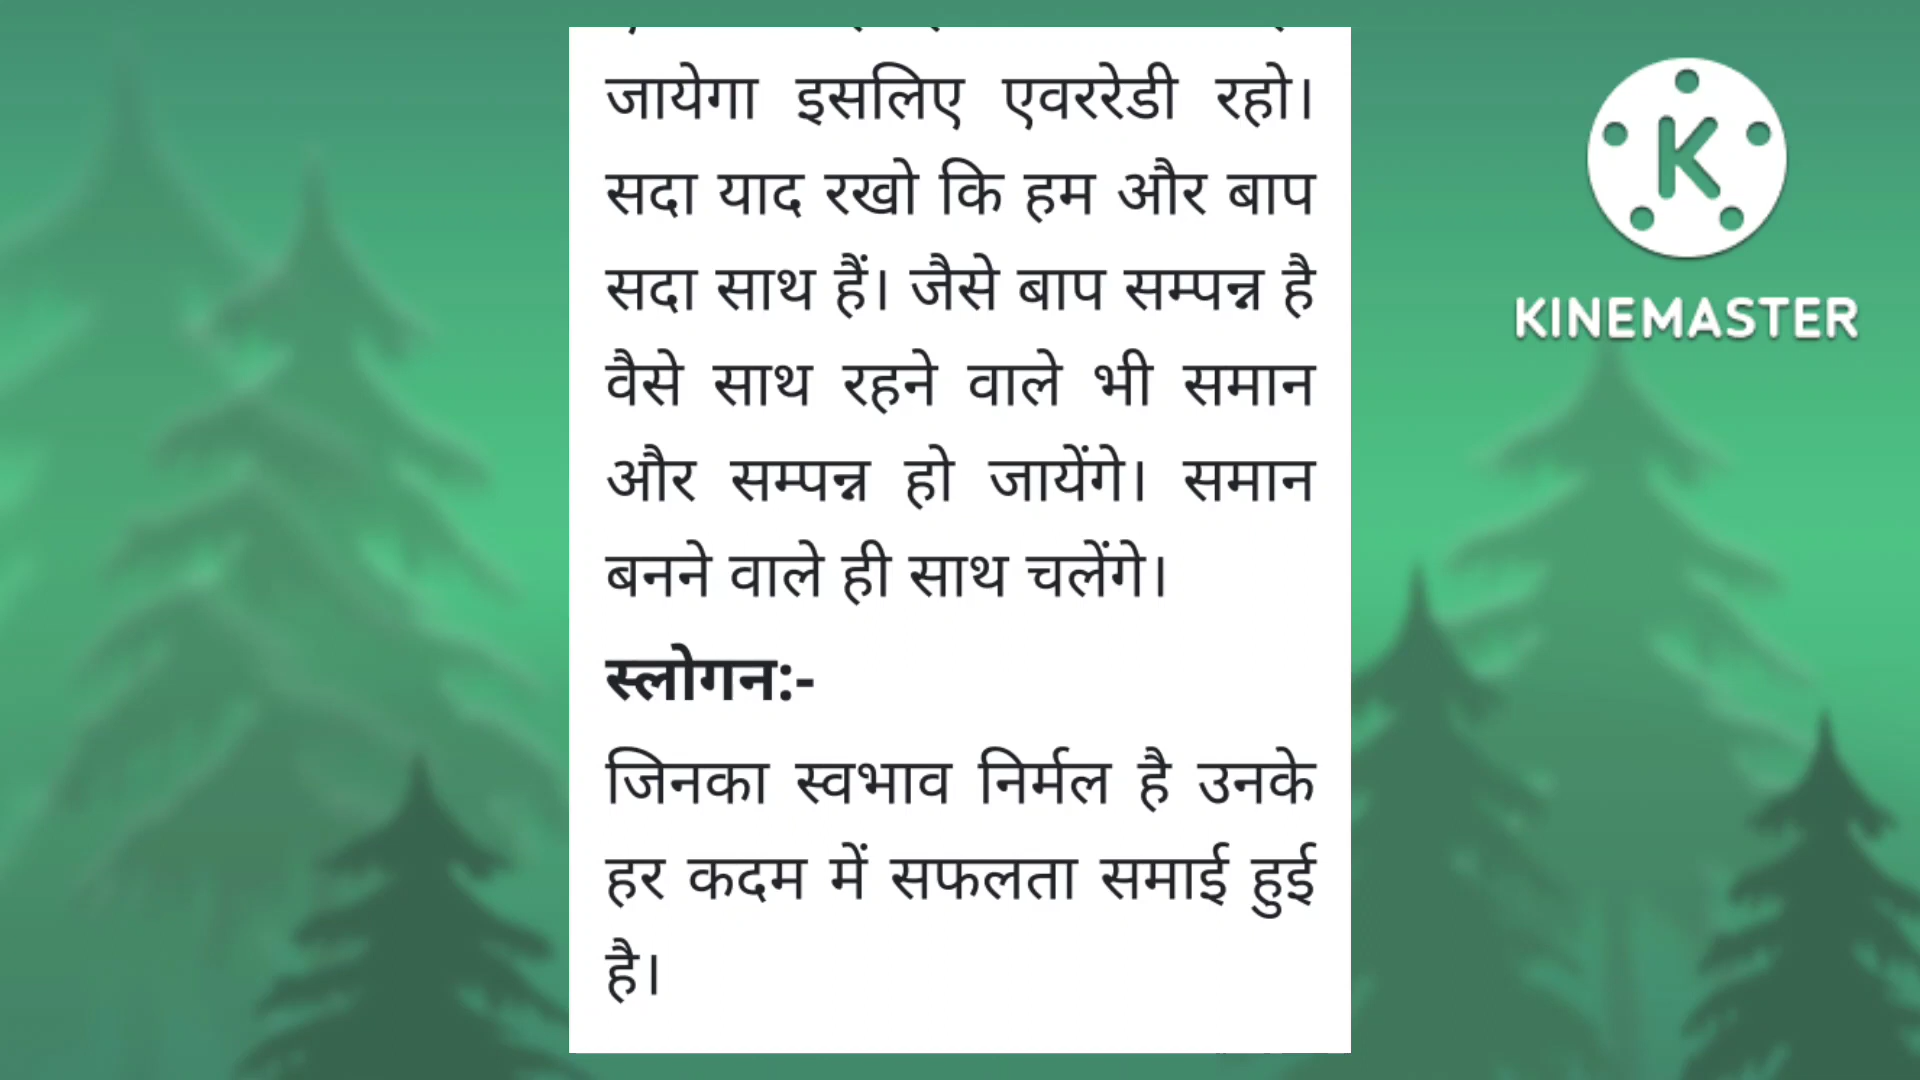 जायेगा इसलिए एवररेडी रहो।
सदा याद रखो कि हम और बाप
सदा साथ हैं। जैसे बाप सम्पन्न है
वैसे साथ रहने वाले भी समान
और सम्पन्न हो जायेंगे। समान
बनने वाले ही साथ चलेंगे।
स्लोगन:-
जिनका स्वभाव निर्मल है उनके
हर कदम में सफलता समाई हुई
है।
K
KINEMASTER